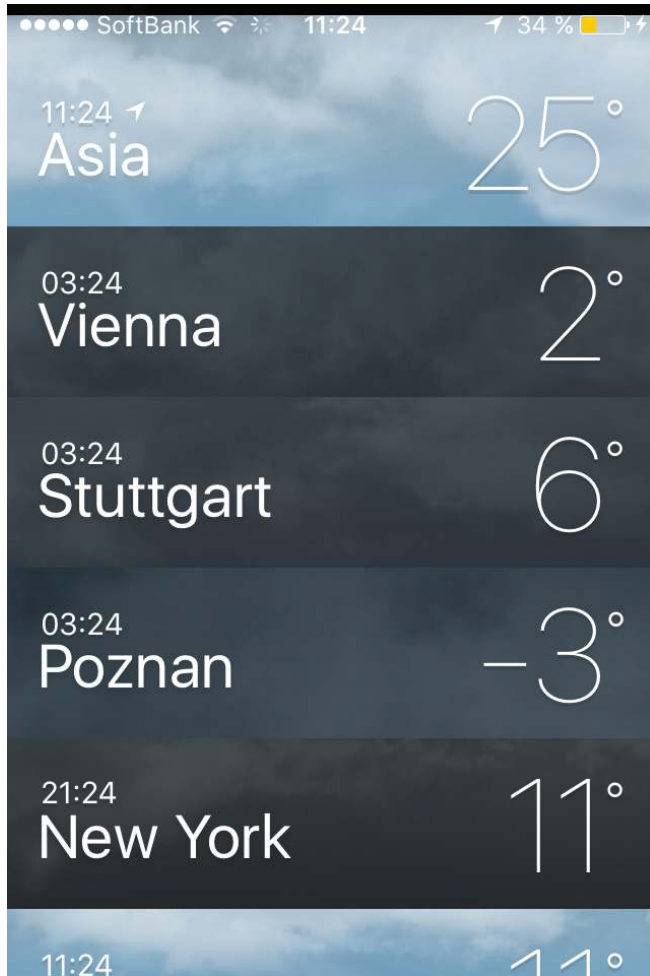 SoftBank 11:24 34 %
11:24
Asia 25°
03:24
Vienna 2°
03:24
Stuttgart 6°
03:24
Poznan -3°
21:24
New York 11°
11:24 11°